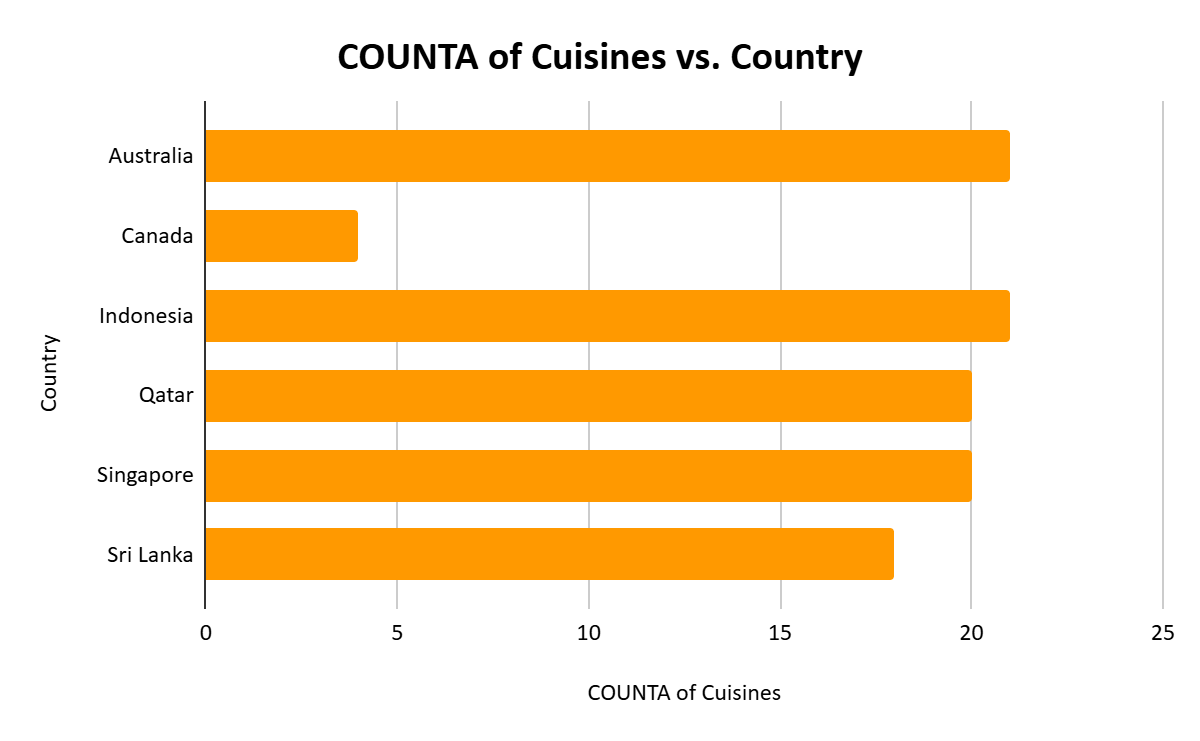 COUNTA of Cuisines vs. Country
Country
Australia
Canada
Indonesia
Qatar
Singapore
Sri Lanka
0 5 10 15 20 25
COUNTA of Cuisines